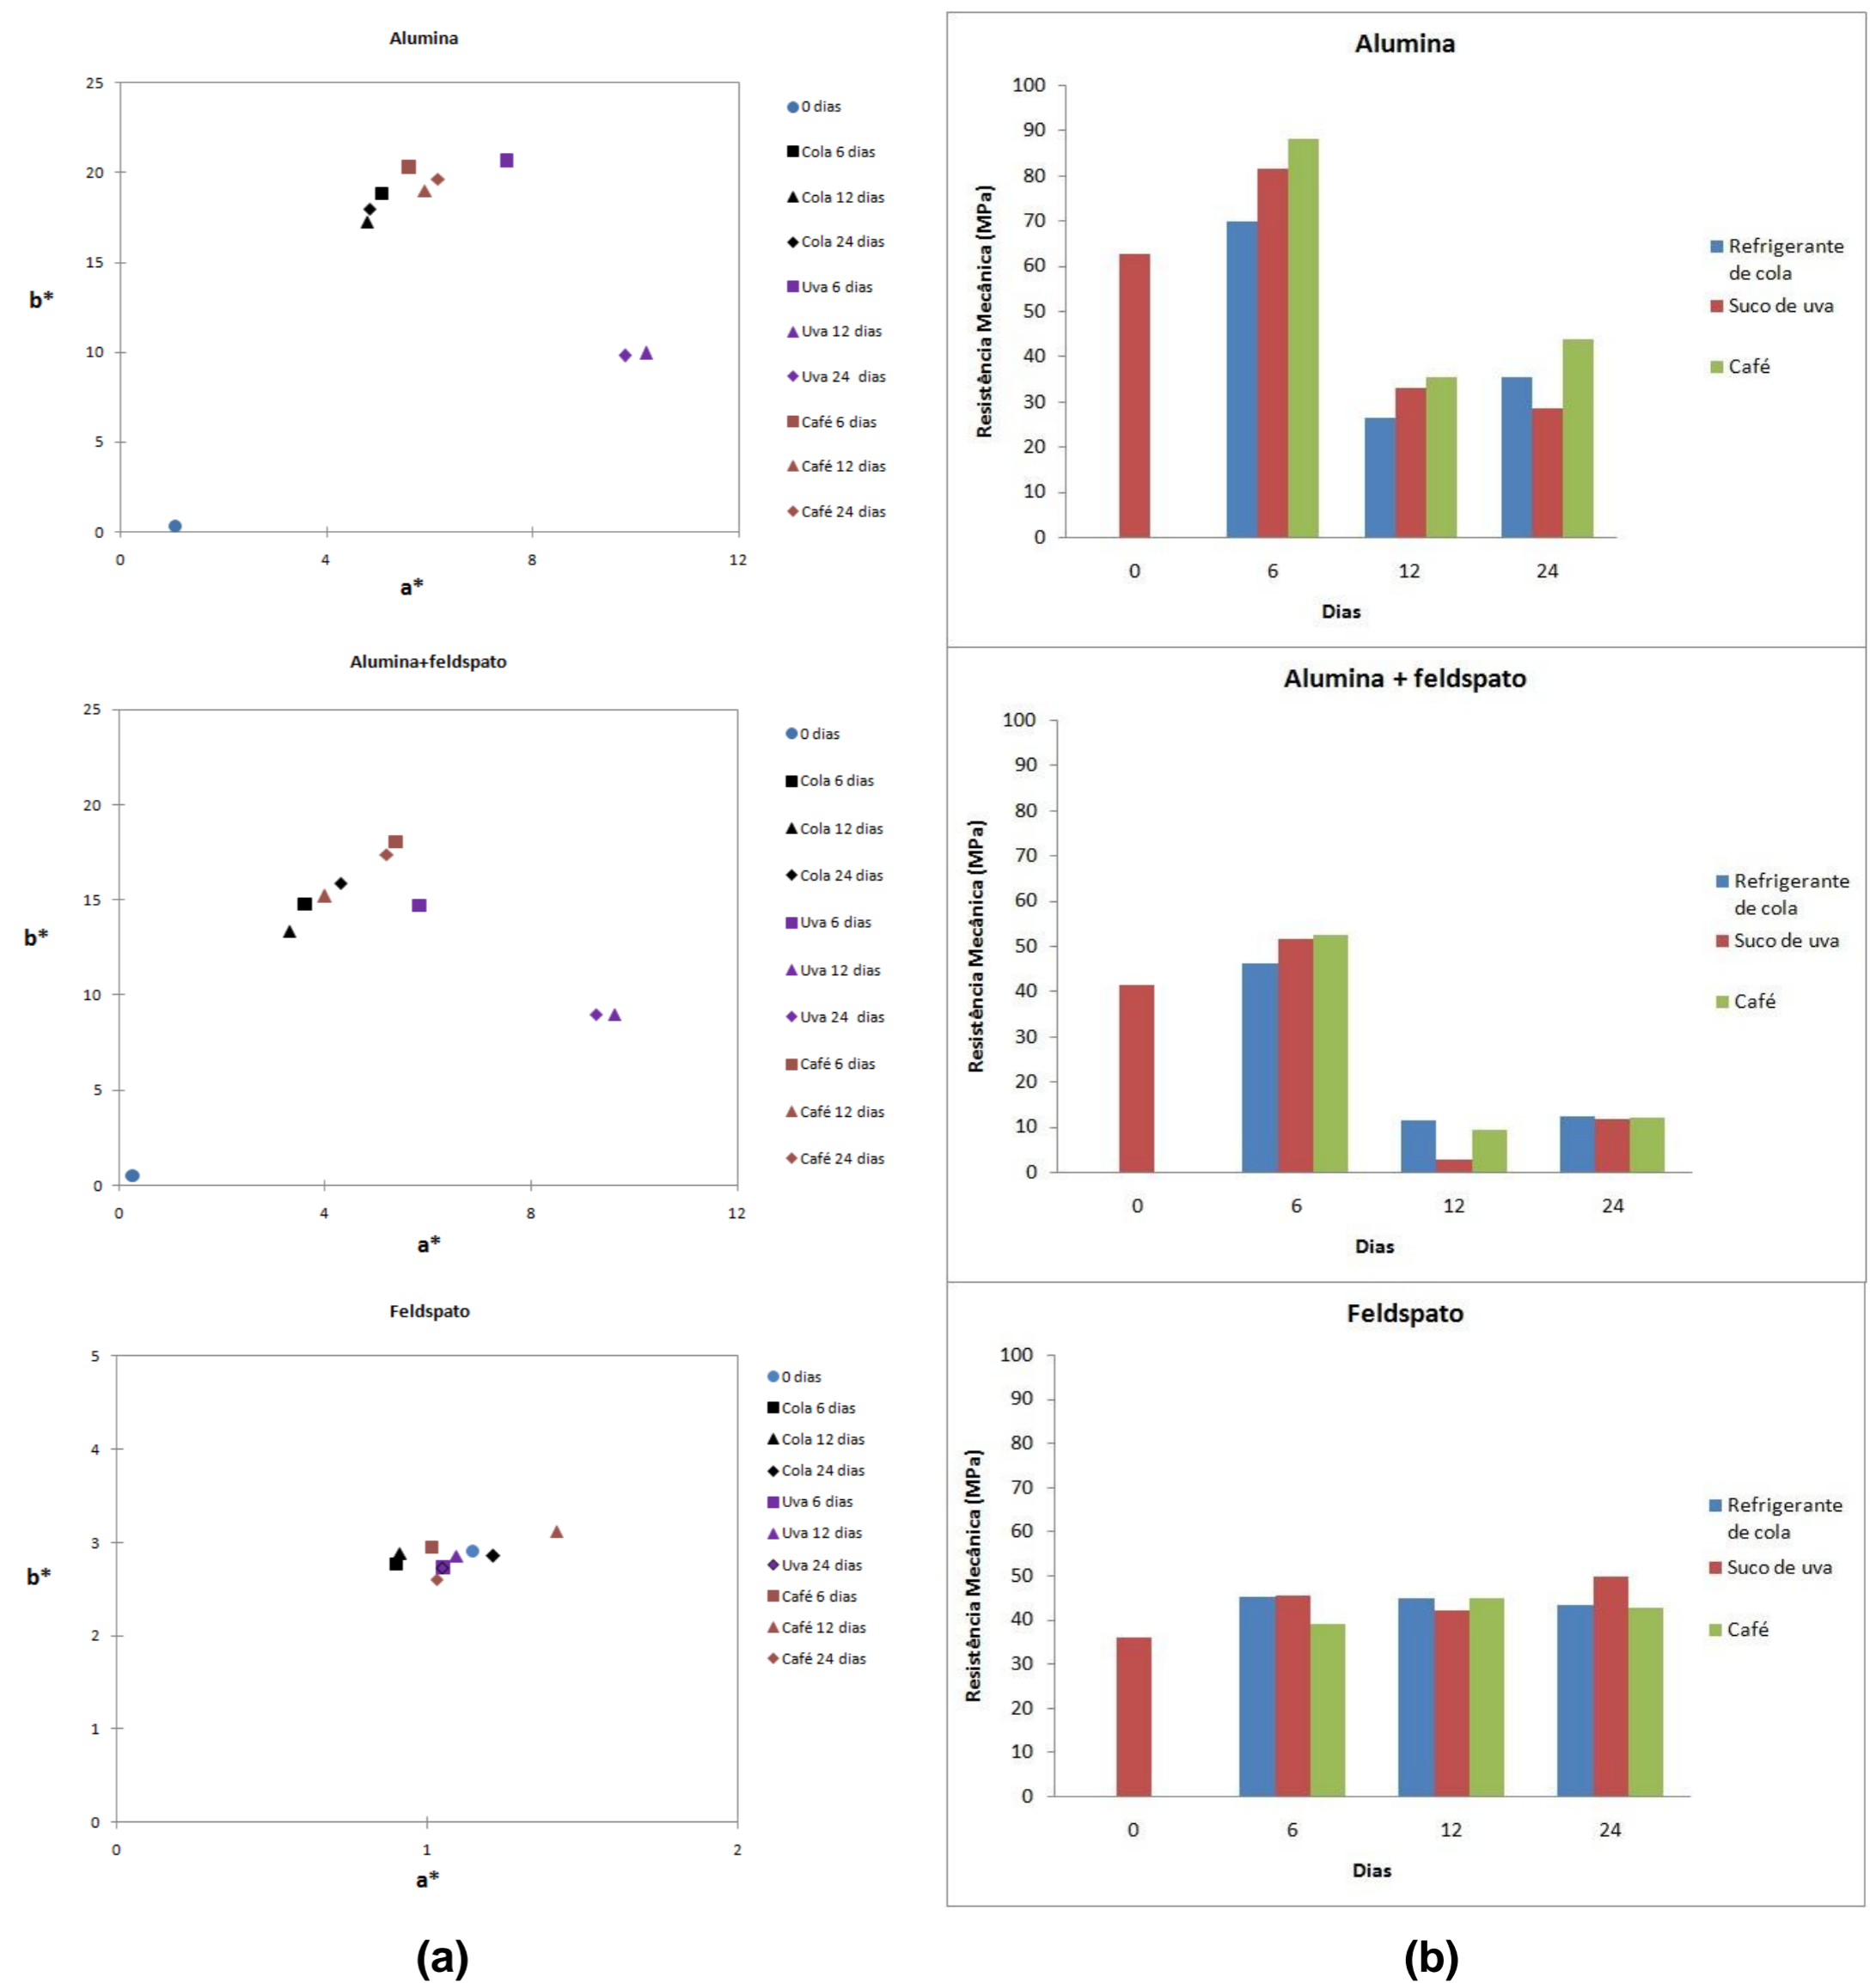 Alumina
25
20
15
10
5
0
0
4
8
12
b*
a*
0 dias
Cola 6 dias
Cola 12 dias
Cola 24 dias
Uva 6 dias
Uva 12 dias
Uva 24 dias
Café 6 dias
Café 12 dias
Café 24 dias
Alumina
Resistência Mecânica (MPa)
100
90
80
70
60
50
40
30
20
10
0
0
6
12
24
Dias
Refrigerante
de cola
Suco de uva
Café
Alumina+feldspato
25
20
15
10
5
0
0
4
8
12
b*
a*
0 dias
Cola 6 dias
Cola 12 dias
Cola 24 dias
Uva 6 dias
Uva 12 dias
Uva 24 dias
Café 6 dias
Café 12 dias
Café 24 dias
Alumina + feldspato
Resistência Mecânica (MPa)
100
90
80
70
60
50
40
30
20
10
0
0
6
12
24
Dias
Refrigerante
de cola
Suco de uva
Café
Feldspato
5
4
3
2
1
0
0
1
2
b*
a*
0 dias
Cola 6 dias
Cola 12 dias
Cola 24 dias
Uva 6 dias
Uva 12 dias
Uva 24 dias
Café 6 dias
Café 12 dias
Café 24 dias
Feldspato
Resistência Mecânica (MPa)
100
90
80
70
60
50
40
30
20
10
0
0
6
12
24
Dias
Refrigerante
de cola
Suco de uva
Café
(a)
(b)